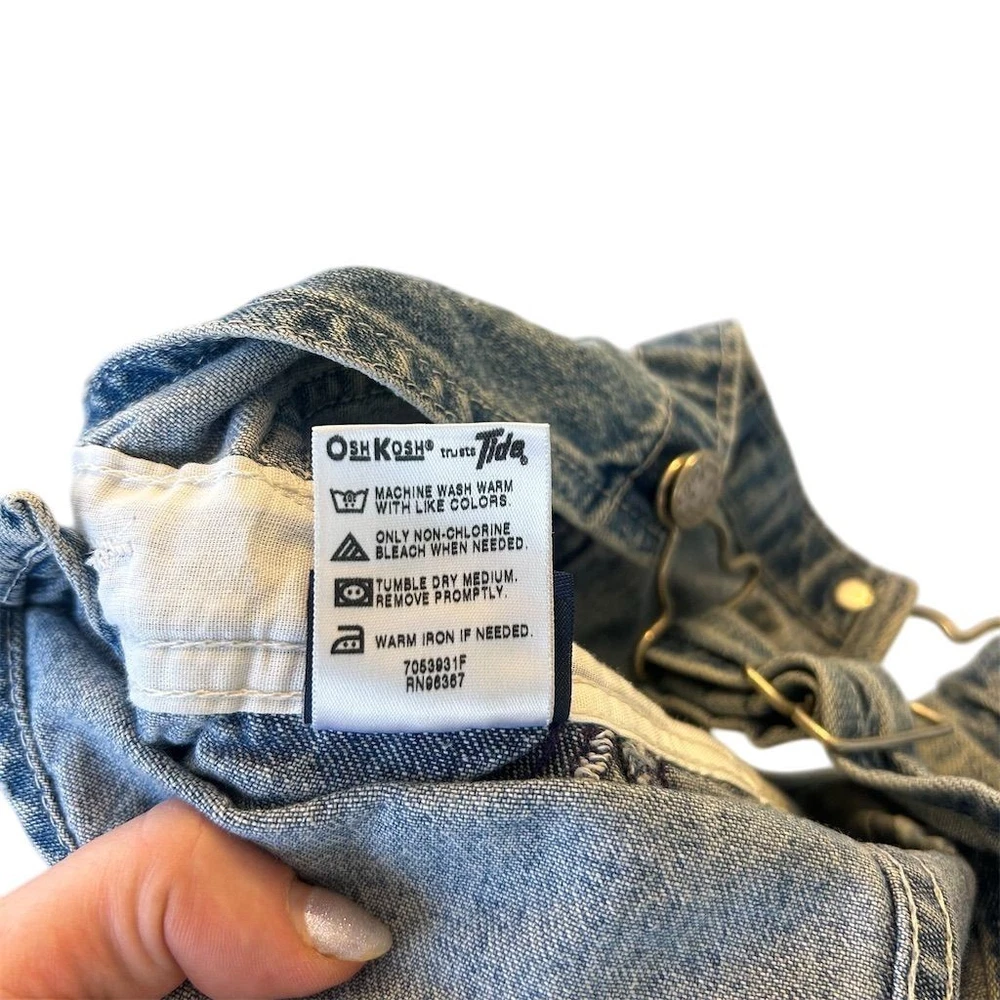 OSHKOSH® trusts Tide®
MACHINE WASH WARM
WITH LIKE COLORS.
ONLY NON-CHLORINE
BLEACH WHEN NEEDED.
TUMBLE DRY MEDIUM.
REMOVE PROMPTLY.
WARM IRON IF NEEDED.
7053931F
RN96367